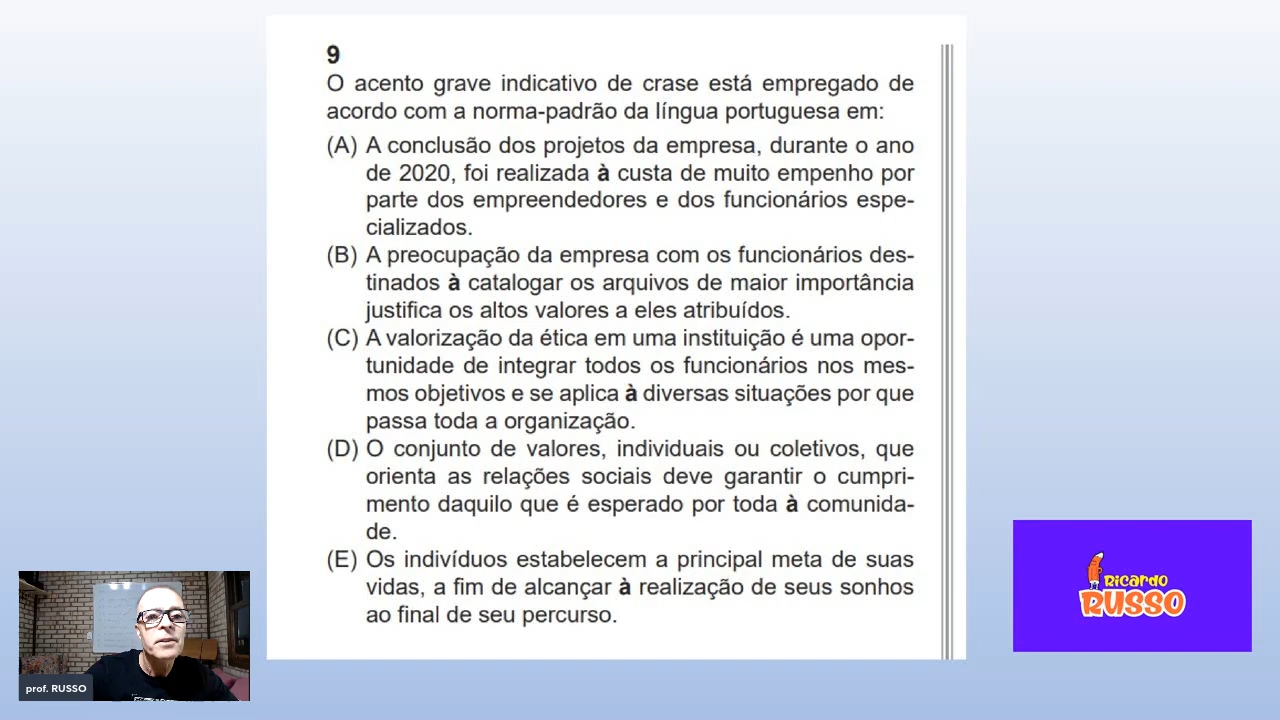 9
O acento grave indicativo de crase está empregado de
acordo com a norma-padrão da língua portuguesa em:
(A) A conclusão dos projetos da empresa, durante o ano
de 2020, foi realizada à custa de muito empenho por
parte dos empreendedores e dos funcionários espe-
cializados.
(B) A preocupação da empresa com os funcionários des-
tinados à catalogar os arquivos de maior importância
justifica os altos valores a eles atribuídos.
(C) A valorização da ética em uma instituição é uma opor-
tunidade de integrar todos os funcionários nos mes-
mos objetivos e se aplica à diversas situações por que
passa toda a organização.
(D) O conjunto de valores, individuais ou coletivos, que
orienta as relações sociais deve garantir o cumpri-
mento daquilo que é esperado por toda à comunida-
de.
(E) Os indivíduos estabelecem a principal meta de suas
vidas, a fim de alcançar à realização de seus sonhos
ao final de seu percurso.
RICARDO
RUSSO
prof. RUSSO